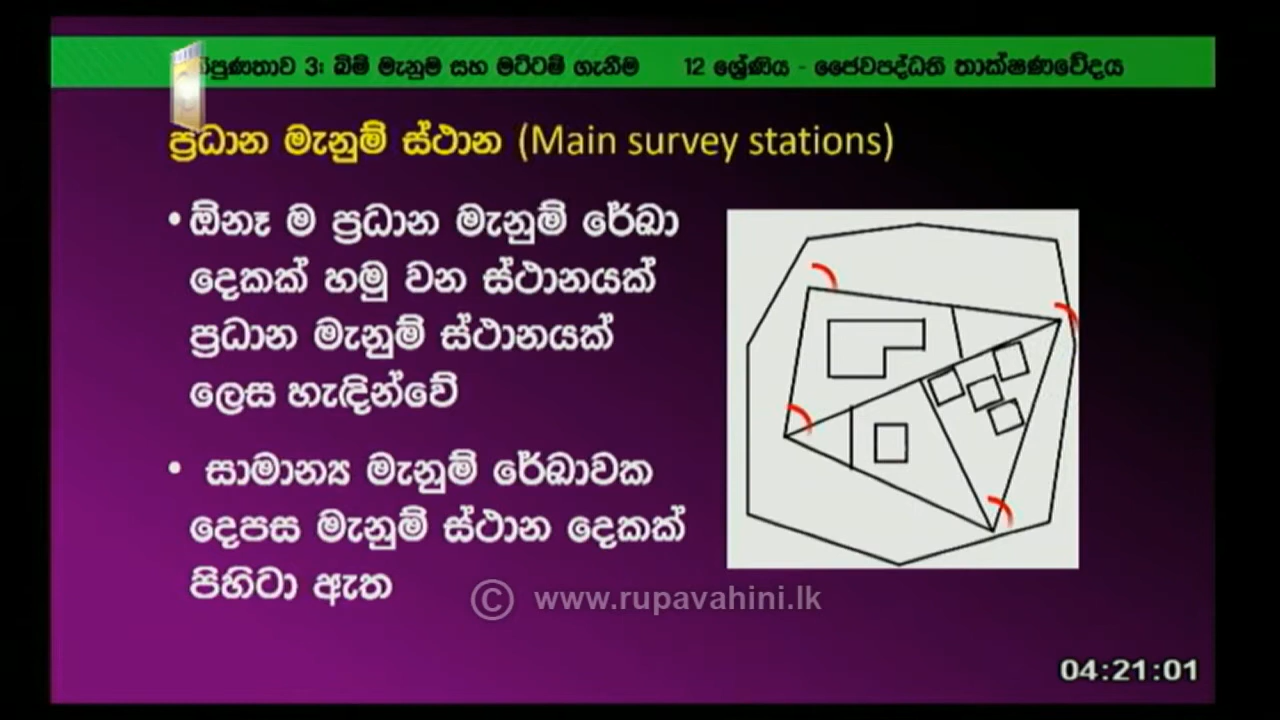 3: බිම් මැනුම සහ මට්ටම් ගැනීම 12 ශ්‍රේණිය - ජෛවපද්ධති තාක්ෂණවේදය
ප්‍රධාන මැනුම් ස්ථාන (Main survey stations)
• ඕනෑ ම ප්‍රධාන මැනුම් රේඛා
දෙකක් හමු වන ස්ථානයක්
ප්‍රධාන මැනුම් ස්ථානයක්
ලෙස හැඳින්වේ
• සාමාන්‍ය මැනුම් රේඛාවක
දෙපස මැනුම් ස්ථාන දෙකක්
පිහිටා ඇත
© www.rupavahini.lk
04:21:01